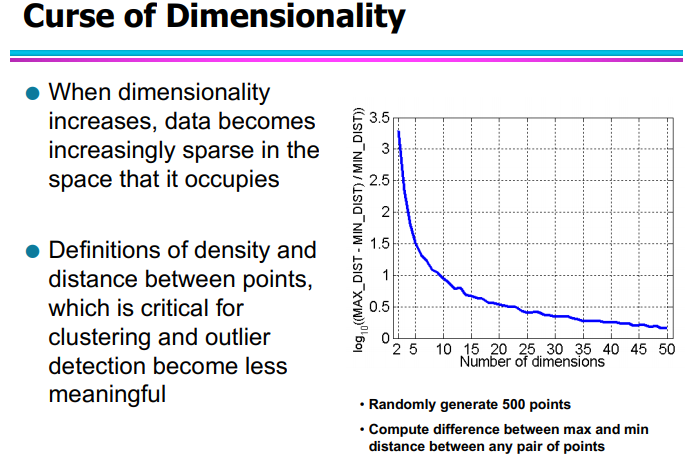 Curse of Dimensionality
● When dimensionality
increases, data becomes
increasingly sparse in the
space that it occupies
● Definitions of density and
distance between points,
which is critical for
clustering and outlier
detection become less
meaningful
log10((MAX_DIST - MIN_DIST) / MIN_DIST))
3.5
3
2.5
2
1.5
1
0.5
0
2 5 10 15 20 25 30 35 40 45 50
Number of dimensions
• Randomly generate 500 points
• Compute difference between max and min
distance between any pair of points